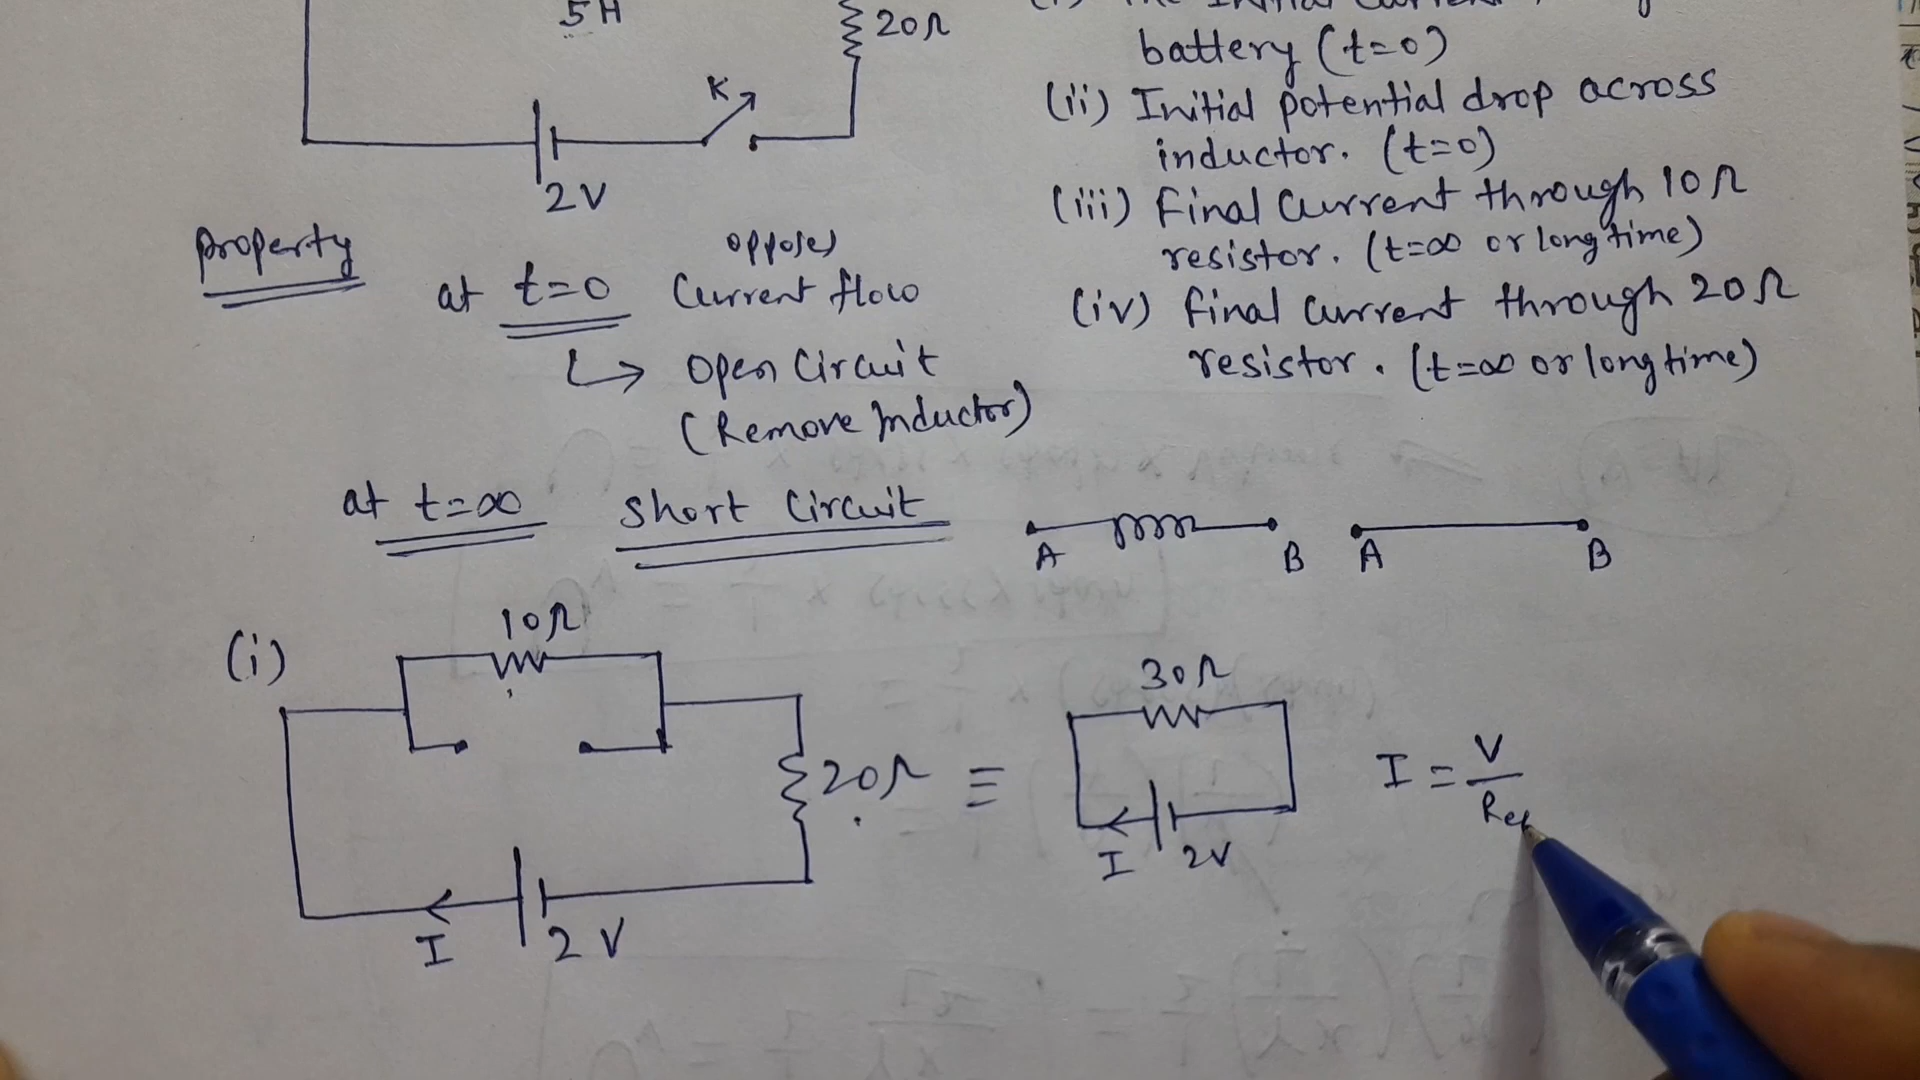 5H
20Ω
K
2V
battery (t=0)
(ii) Initial potential drop across
inductor. (t=0)
(iii) Final Current through 10Ω
resistor. (t=∞ or long time)
(iv) Final current through 20Ω
resistor. (t=∞ or long time)
Property
at t=0 opposes
Current flow
↳ Open Circuit
(Remove Inductor)
at t=∞ Short Circuit
A B A B
(i)
10Ω
20Ω
I 2V
≡
30Ω
I 2V
I = V/Req